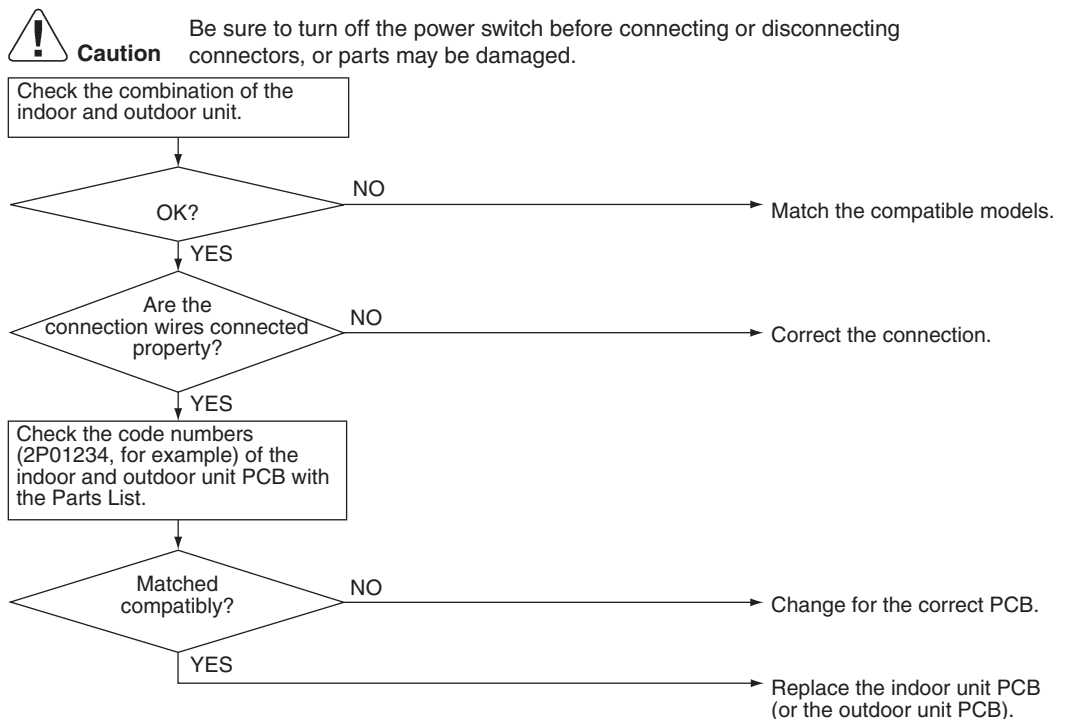 Be sure to turn off the power switch before connecting or disconnecting
Caution connectors, or parts may be damaged.
Check the combination of the
indoor and outdoor unit.
OK?
NO
Match the compatible models.
YES
Are the
connection wires connected
property?
NO
Correct the connection.
YES
Check the code numbers
(2P01234, for example) of the
indoor and outdoor unit PCB with
the Parts List.
Matched
compatibly?
NO
Change for the correct PCB.
YES
Replace the indoor unit PCB
(or the outdoor unit PCB).